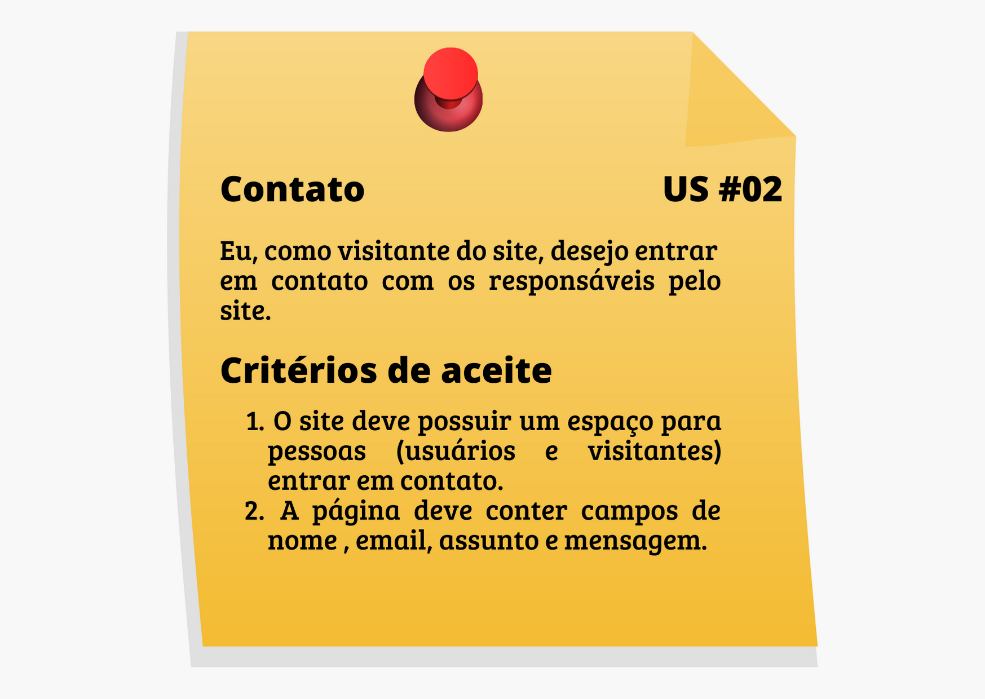 Contato US #02
Eu, como visitante do site, desejo entrar
em contato com os responsáveis pelo
site.
Critérios de aceite
1. O site deve possuir um espaço para
pessoas (usuários e visitantes)
entrar em contato.
2. A página deve conter campos de
nome , email, assunto e mensagem.